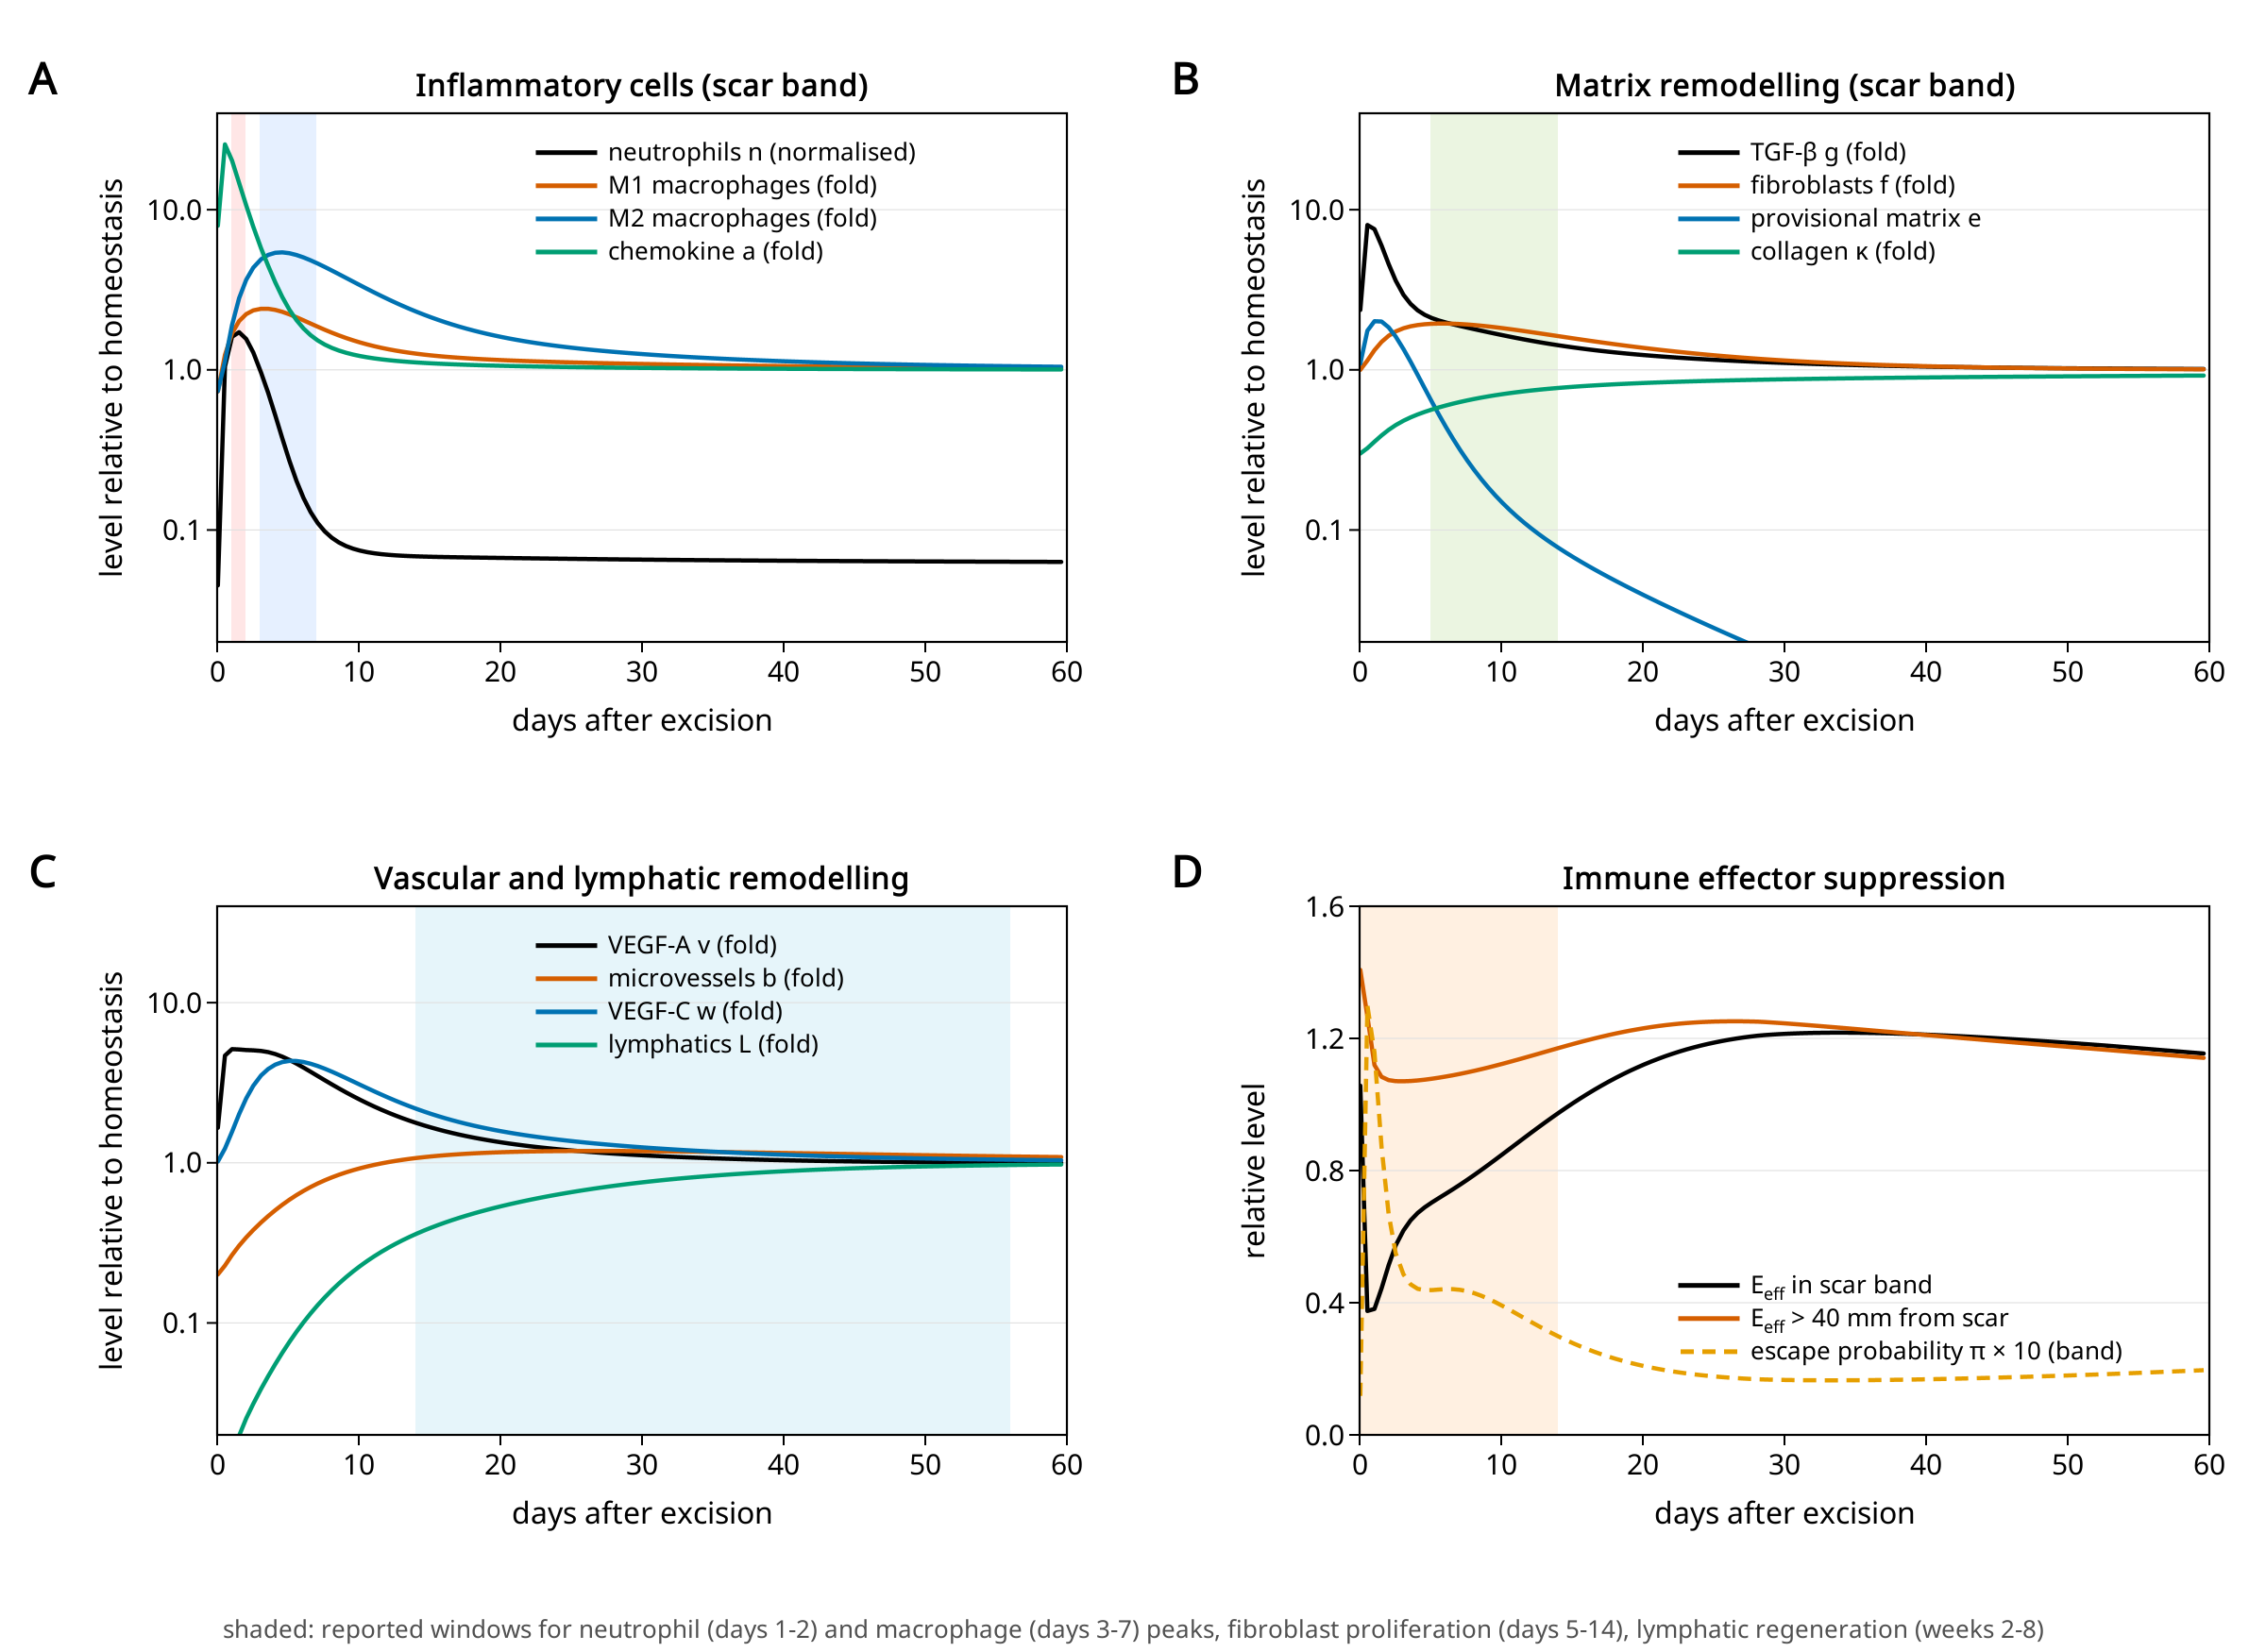 A
Inflammatory cells (scar band)
level relative to homeostasis
10.0
1.0
0.1
neutrophils n (normalised)
M1 macrophages (fold)
M2 macrophages (fold)
chemokine a (fold)
0 10 20 30 40 50 60
days after excision
B
Matrix remodelling (scar band)
level relative to homeostasis
10.0
1.0
0.1
TGF-β g (fold)
fibroblasts f (fold)
provisional matrix e
collagen κ (fold)
0 10 20 30 40 50 60
days after excision
C
Vascular and lymphatic remodelling
level relative to homeostasis
10.0
1.0
0.1
VEGF-A v (fold)
microvessels b (fold)
VEGF-C w (fold)
lymphatics L (fold)
0 10 20 30 40 50 60
days after excision
D
Immune effector suppression
relative level
1.6
1.2
0.8
0.4
0.0
Eeff in scar band
Eeff > 40 mm from scar
escape probability π × 10 (band)
0 10 20 30 40 50 60
days after excision
shaded: reported windows for neutrophil (days 1-2) and macrophage (days 3-7) peaks, fibroblast proliferation (days 5-14), lymphatic regeneration (weeks 2-8)